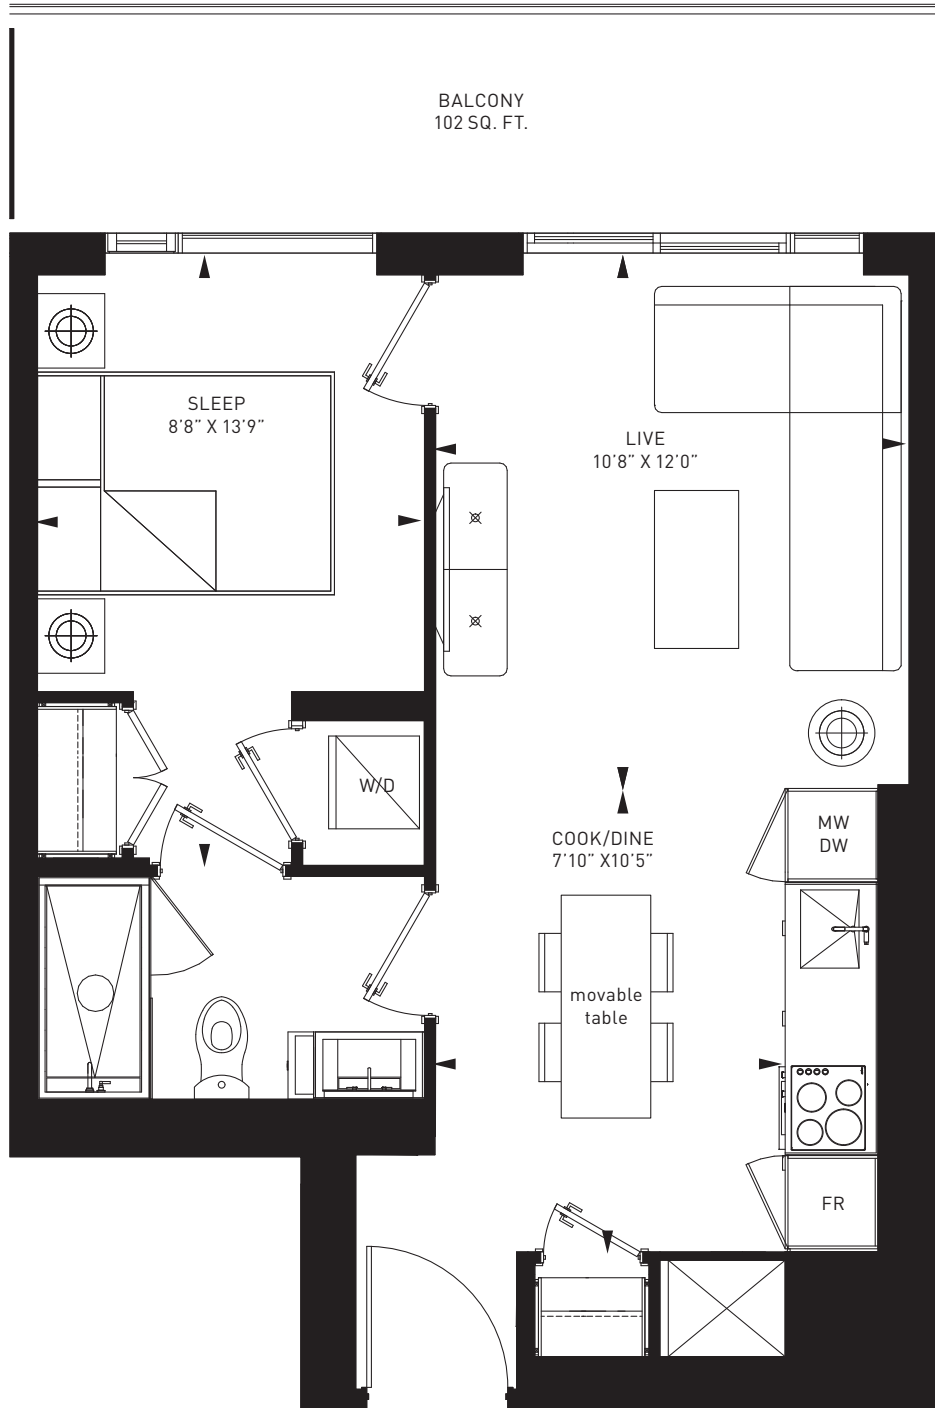 BALCONY
102 SQ. FT.
SLEEP
8'8” X 13'9”
LIVE
10'8” X 12'0”
W/D
COOK/DINE
7'10” X10'5”
MW
DW
movable
table
FR